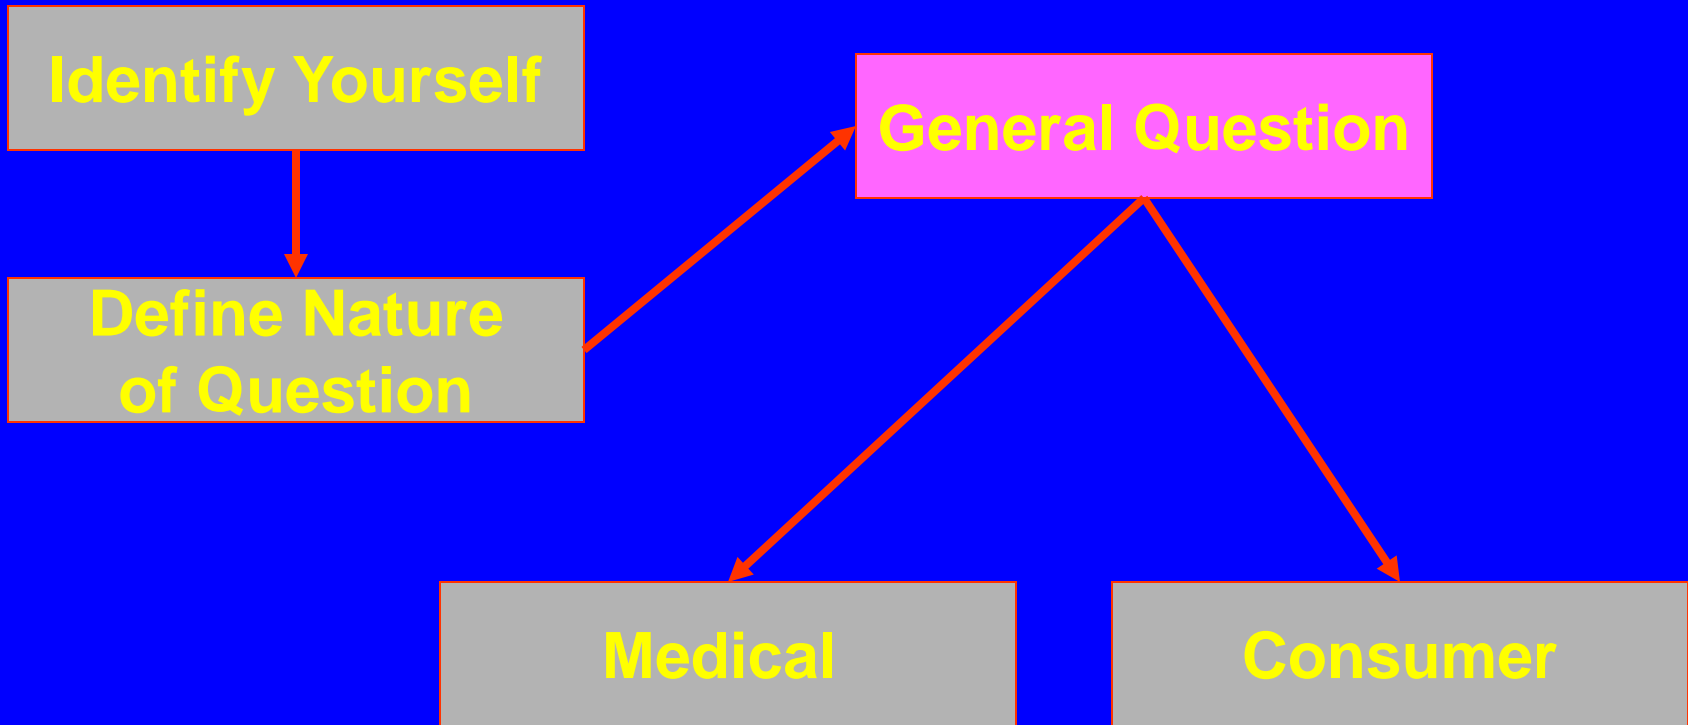 Identify Yourself
General Question
Define Nature
of Question
Medical
Consumer